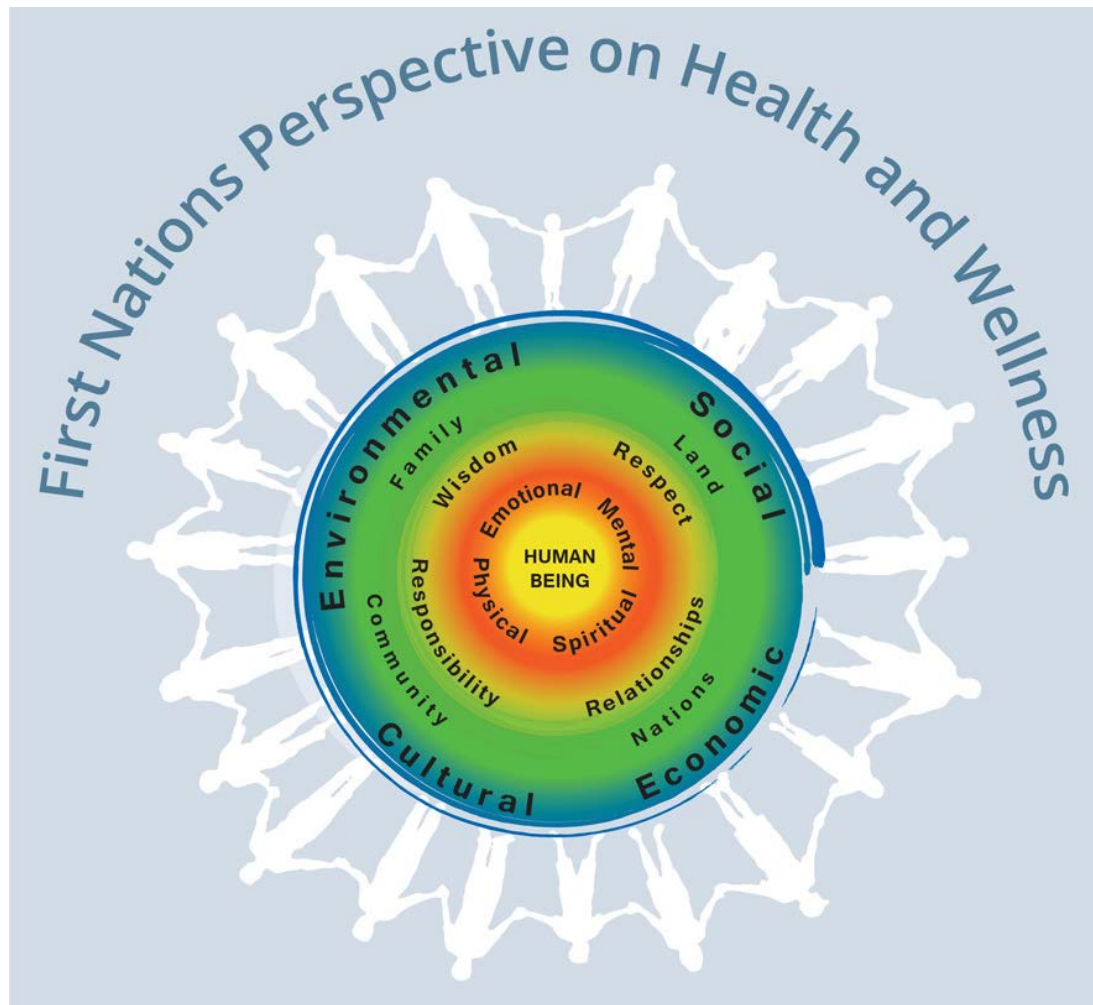 First Nations Perspective on Health and Wellness
Environmental
Social
Economic
Cultural
Family
Land
Nations
Community
Wisdom
Respect
Relationships
Responsibility
Emotional
Mental
Spiritual
Physical
HUMAN
BEING